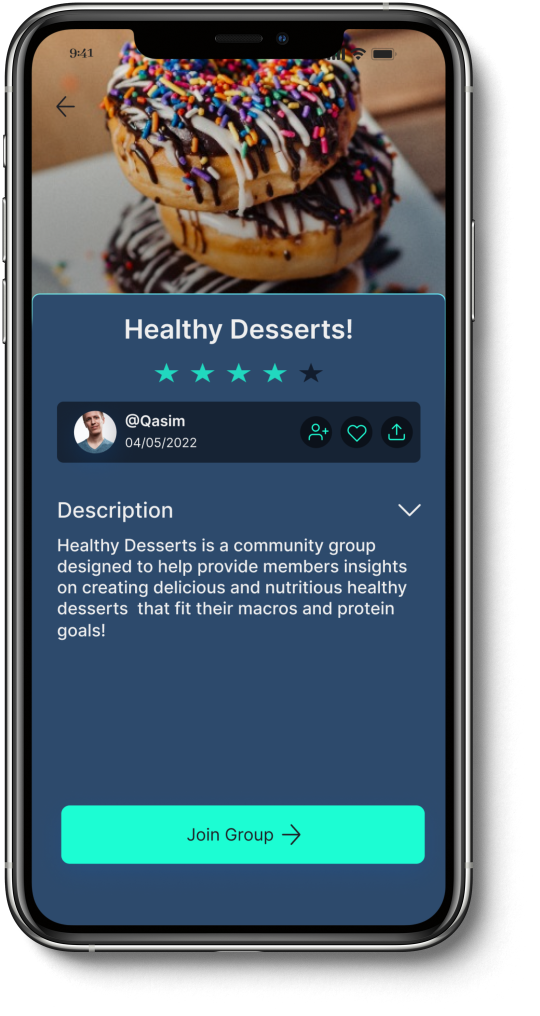 9:41
Healthy Desserts!
@Qasim
04/05/2022
Description
Healthy Desserts is a community group
designed to help provide members insights
on creating delicious and nutritious healthy
desserts  that fit their macros and protein
goals!
Join Group